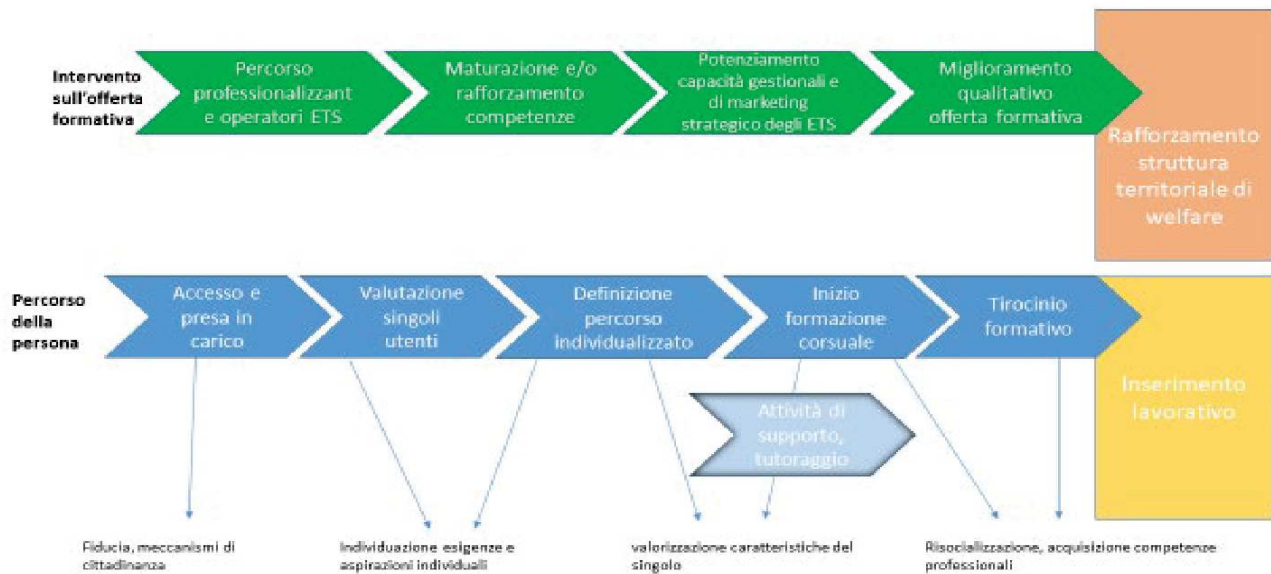 Intervento
sull'offerta
formativa
Percorso
professionalizzant
e operatori ETS
Maturazione e/o
rafforzamento
competenze
Potenziamento
capacità gestionali e
di marketing
strategico degli ETS
Miglioramento
qualitativo
offerta formativa
Rafforzamento
struttura
territoriale di
welfare
Percorso
della
persona
Accesso e
presa in
carico
Valutazione
singoli
utenti
Definizione
percorso
individualizzato
Inizio
formazione
corsuale
Tirocinio
formativo
Inserimento
lavorativo
Attività di
supporto,
tutoraggio
Fiducia, meccanismi di
cittadinanza
Individuazione esigenze e
aspirazioni individuali
valorizzazione caratteristiche del
singolo
Risocializzazione, acquisizione competenze
professionali